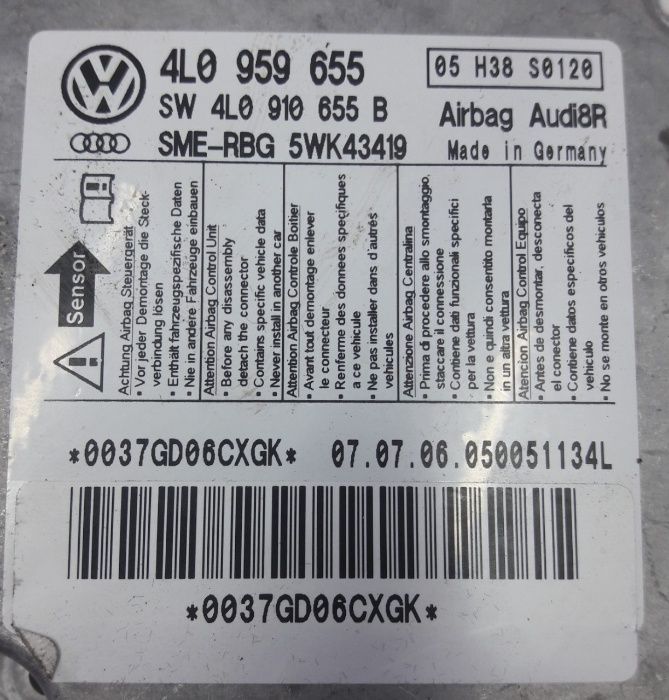 4L0 959 655
05 H38 S0120
SW 4L0 910 655 B
Airbag Audi8R
SME-RBG 5WK43419
Made in Germany
Sensor
Achtung Airbag Steuergerät
• Vor jeder Demontage die Steck-
verbindung lösen
• Enthält fahrzeugspezifische Daten
• Nie in andere Fahrzeuge einbauen
Attention Airbag Control Unit
• Before any disassembly
detach the connector
• Contains specific vehicle data
• Never install in another car
Attention Airbag Controle Boitier
• Avant tout demontage enlever
le connecteur
• Renferme des donnees specifiques
a ce vehicule
• Ne pas installer dans d'autres
vehicules
Attenzione Airbag Centralina
• Prima di procedere allo smontaggio,
staccare il connessione
• Contiene dati funzionali specifici
per la vettura
• Non e quindi consentito montarla
in un altra vettura
Atencion Airbag Control Equipo
• Antes de desmontar, desconecta
el conector
• Contiene datos especificos del
vehiculo
• No se monte en otros vehiculos
*0037GD06CXGK* 07.07.06.050051134L
*0037GD06CXGK*